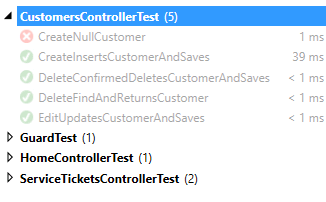 CustomersControllerTest (5)
CreateNullCustomer 1 ms
CreateInsertsCustomerAndSaves 39 ms
DeleteConfirmedDeletesCustomerAndSaves < 1 ms
DeleteFindAndReturnsCustomer < 1 ms
EditUpdatesCustomerAndSaves < 1 ms
GuardTest (1)
HomeControllerTest (1)
ServiceTicketsControllerTest (2)